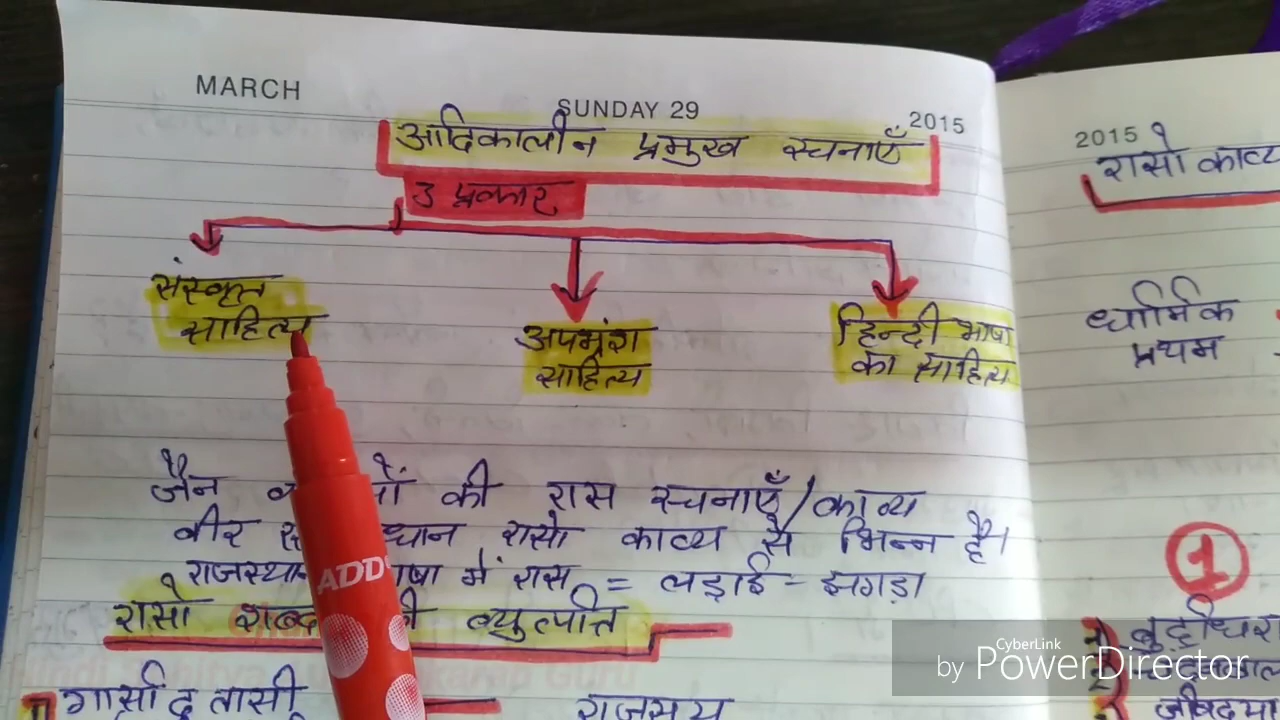 MARCH
SUNDAY 29
2015
आदिकालीन प्रमुख रचनाएँ
3 प्रकार
संस्कृत
साहित्य
अपभ्रंश
साहित्य
हिन्दी भाषा
का साहित्य
जैन की रास रचनाएँ/काव्य
वीर रासो काव्य से भिन्न है।
में रास = लड़ाई - झगड़ा
रासो शब्द की व्युत्पत्ति
गार्सा द तासी
राजसूय
ADD
2015
रासो काव्य
धार्मिक
प्रथम
1
CyberLink
by PowerDirector